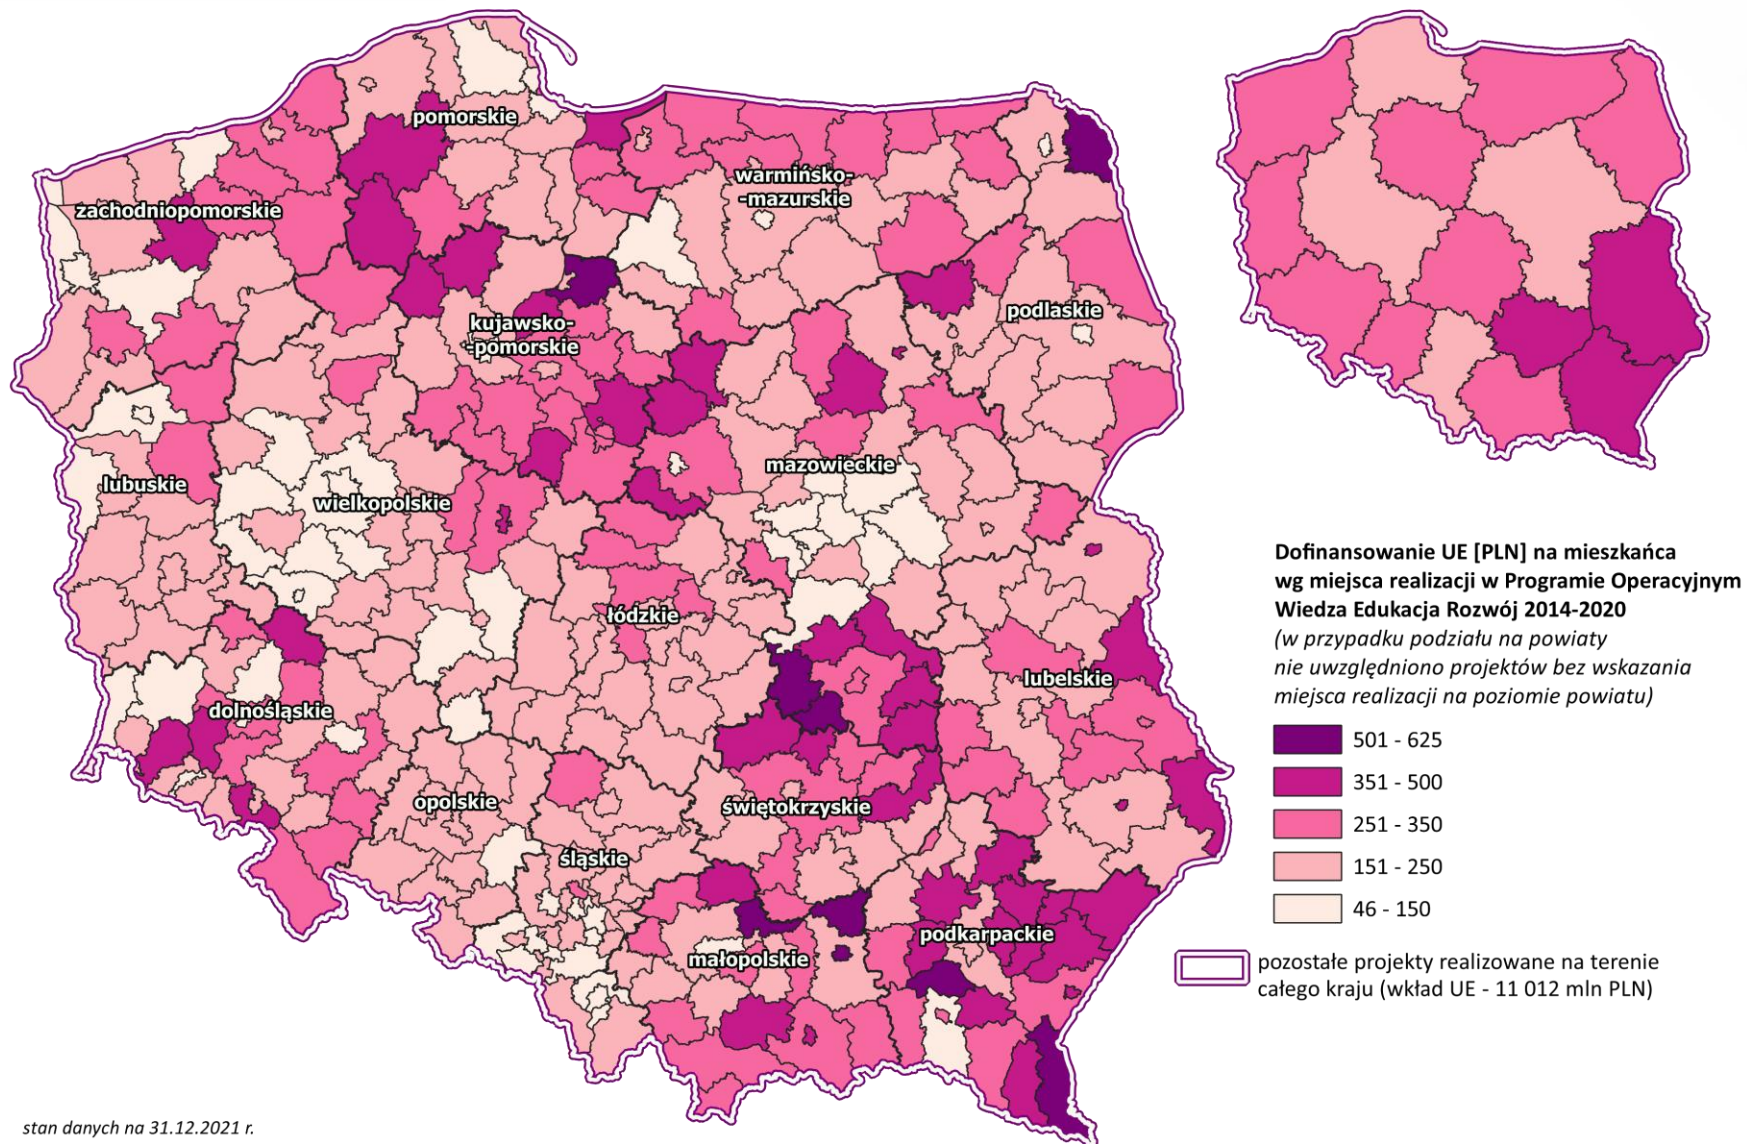 pomorskie
warmińsko-
-mazurskie
zachodniopomorskie
podlaskie
kujawsko-
-pomorskie
mazowieckie
lubuskie
wielkopolskie
łódzkie
lubelskie
dolnośląskie
opolskie
świętokrzyskie
śląskie
podkarpackie
małopolskie
Dofinansowanie UE [PLN] na mieszkańca
wg miejsca realizacji w Programie Operacyjnym
Wiedza Edukacja Rozwój 2014-2020
(w przypadku podziału na powiaty
nie uwzględniono projektów bez wskazania
miejsca realizacji na poziomie powiatu)
501 - 625
351 - 500
251 - 350
151 - 250
46 - 150
pozostałe projekty realizowane na terenie
całego kraju (wkład UE - 11 012 mln PLN)
stan danych na 31.12.2021 r.